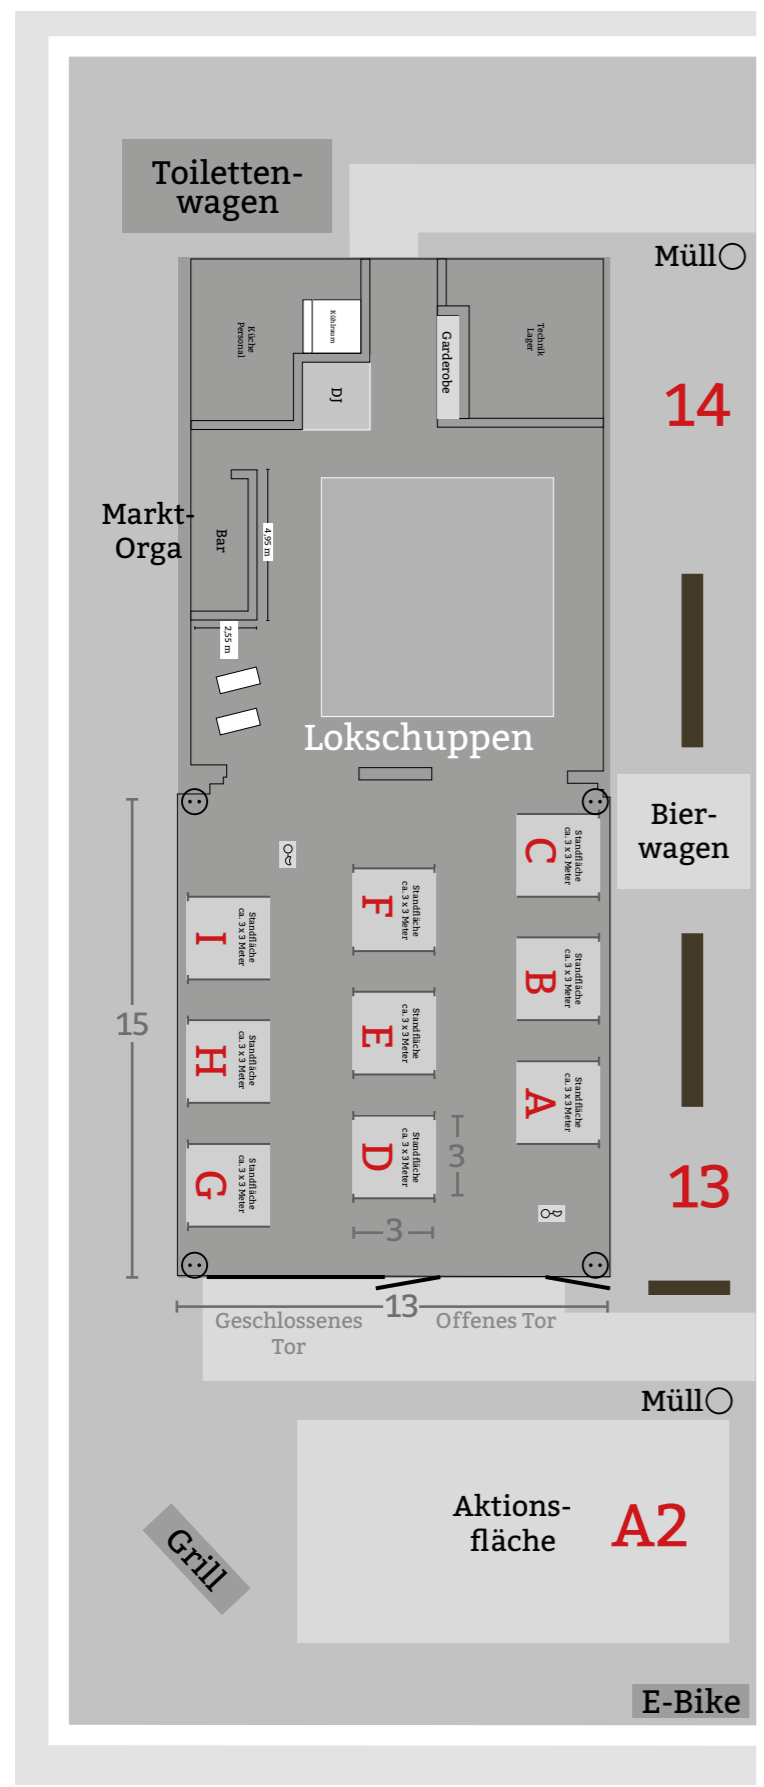 Toiletten-
wagen
Müll
Küche
Personal
Kühlraum
DJ
Garderobe
Technik
Lager
14
Markt-
Orga
Bar
4,95 m
2,55 m
Lokschuppen
Bier-
wagen
C
Standfläche
ca. 3 x 3 Meter
F
Standfläche
ca. 3 x 3 Meter
I
Standfläche
ca. 3 x 3 Meter
B
Standfläche
ca. 3 x 3 Meter
E
Standfläche
ca. 3 x 3 Meter
H
Standfläche
ca. 3 x 3 Meter
15
A
Standfläche
ca. 3 x 3 Meter
D
Standfläche
ca. 3 x 3 Meter
3
G
Standfläche
ca. 3 x 3 Meter
13
3
13
Geschlossenes
Tor
Offenes Tor
Müll
Aktions-
fläche
A2
Grill
E-Bike